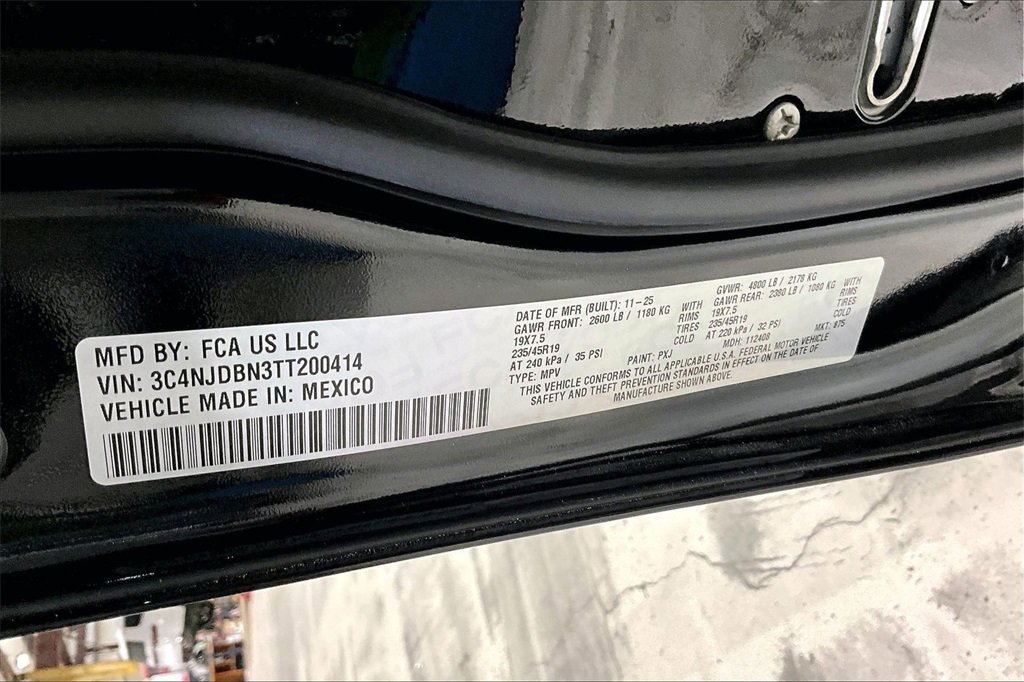 MFD BY: FCA US LLC
VIN: 3C4NJDBN3TT200414
VEHICLE MADE IN: MEXICO
DATE OF MFR (BUILT): 11-25 GVWR: 4800 LB / 2178 KG
GAWR FRONT: 2600 LB / 1180 KG WITH GAWR REAR: 2380 LB / 1080 KG WITH
19X7.5 RIMS 19X7.5 RIMS
235/45R19 TIRES 235/45R19 TIRES
AT 240 kPa / 35 PSI COLD AT 220 kPa / 32 PSI COLD
TYPE: MPV PAINT: PXJ MDH: 112408 MKT: 875
THIS VEHICLE CONFORMS TO ALL APPLICABLE U.S.A. FEDERAL MOTOR VEHICLE
SAFETY AND THEFT PREVENTION STANDARDS IN EFFECT ON THE DATE OF
MANUFACTURE SHOWN ABOVE.